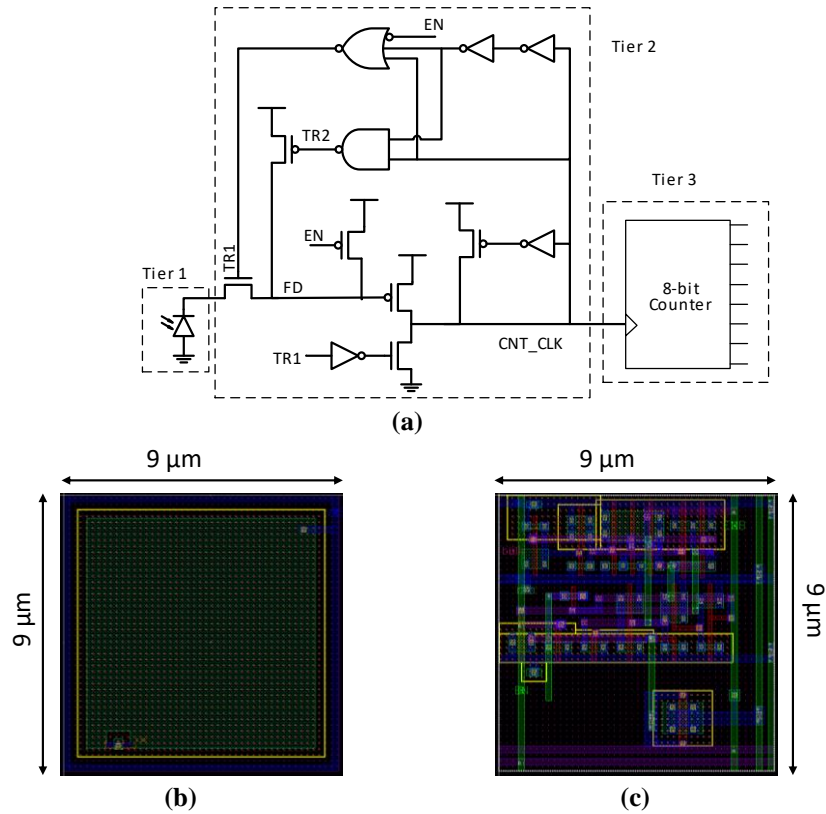 EN
Tier 2
TR2
Tier 3
EN
TR1
Tier 1
FD
8-bit
Counter
TR1
CNT_CLK
(a)
9 μm
9 μm
9 μm
9 μm
(b)
(c)